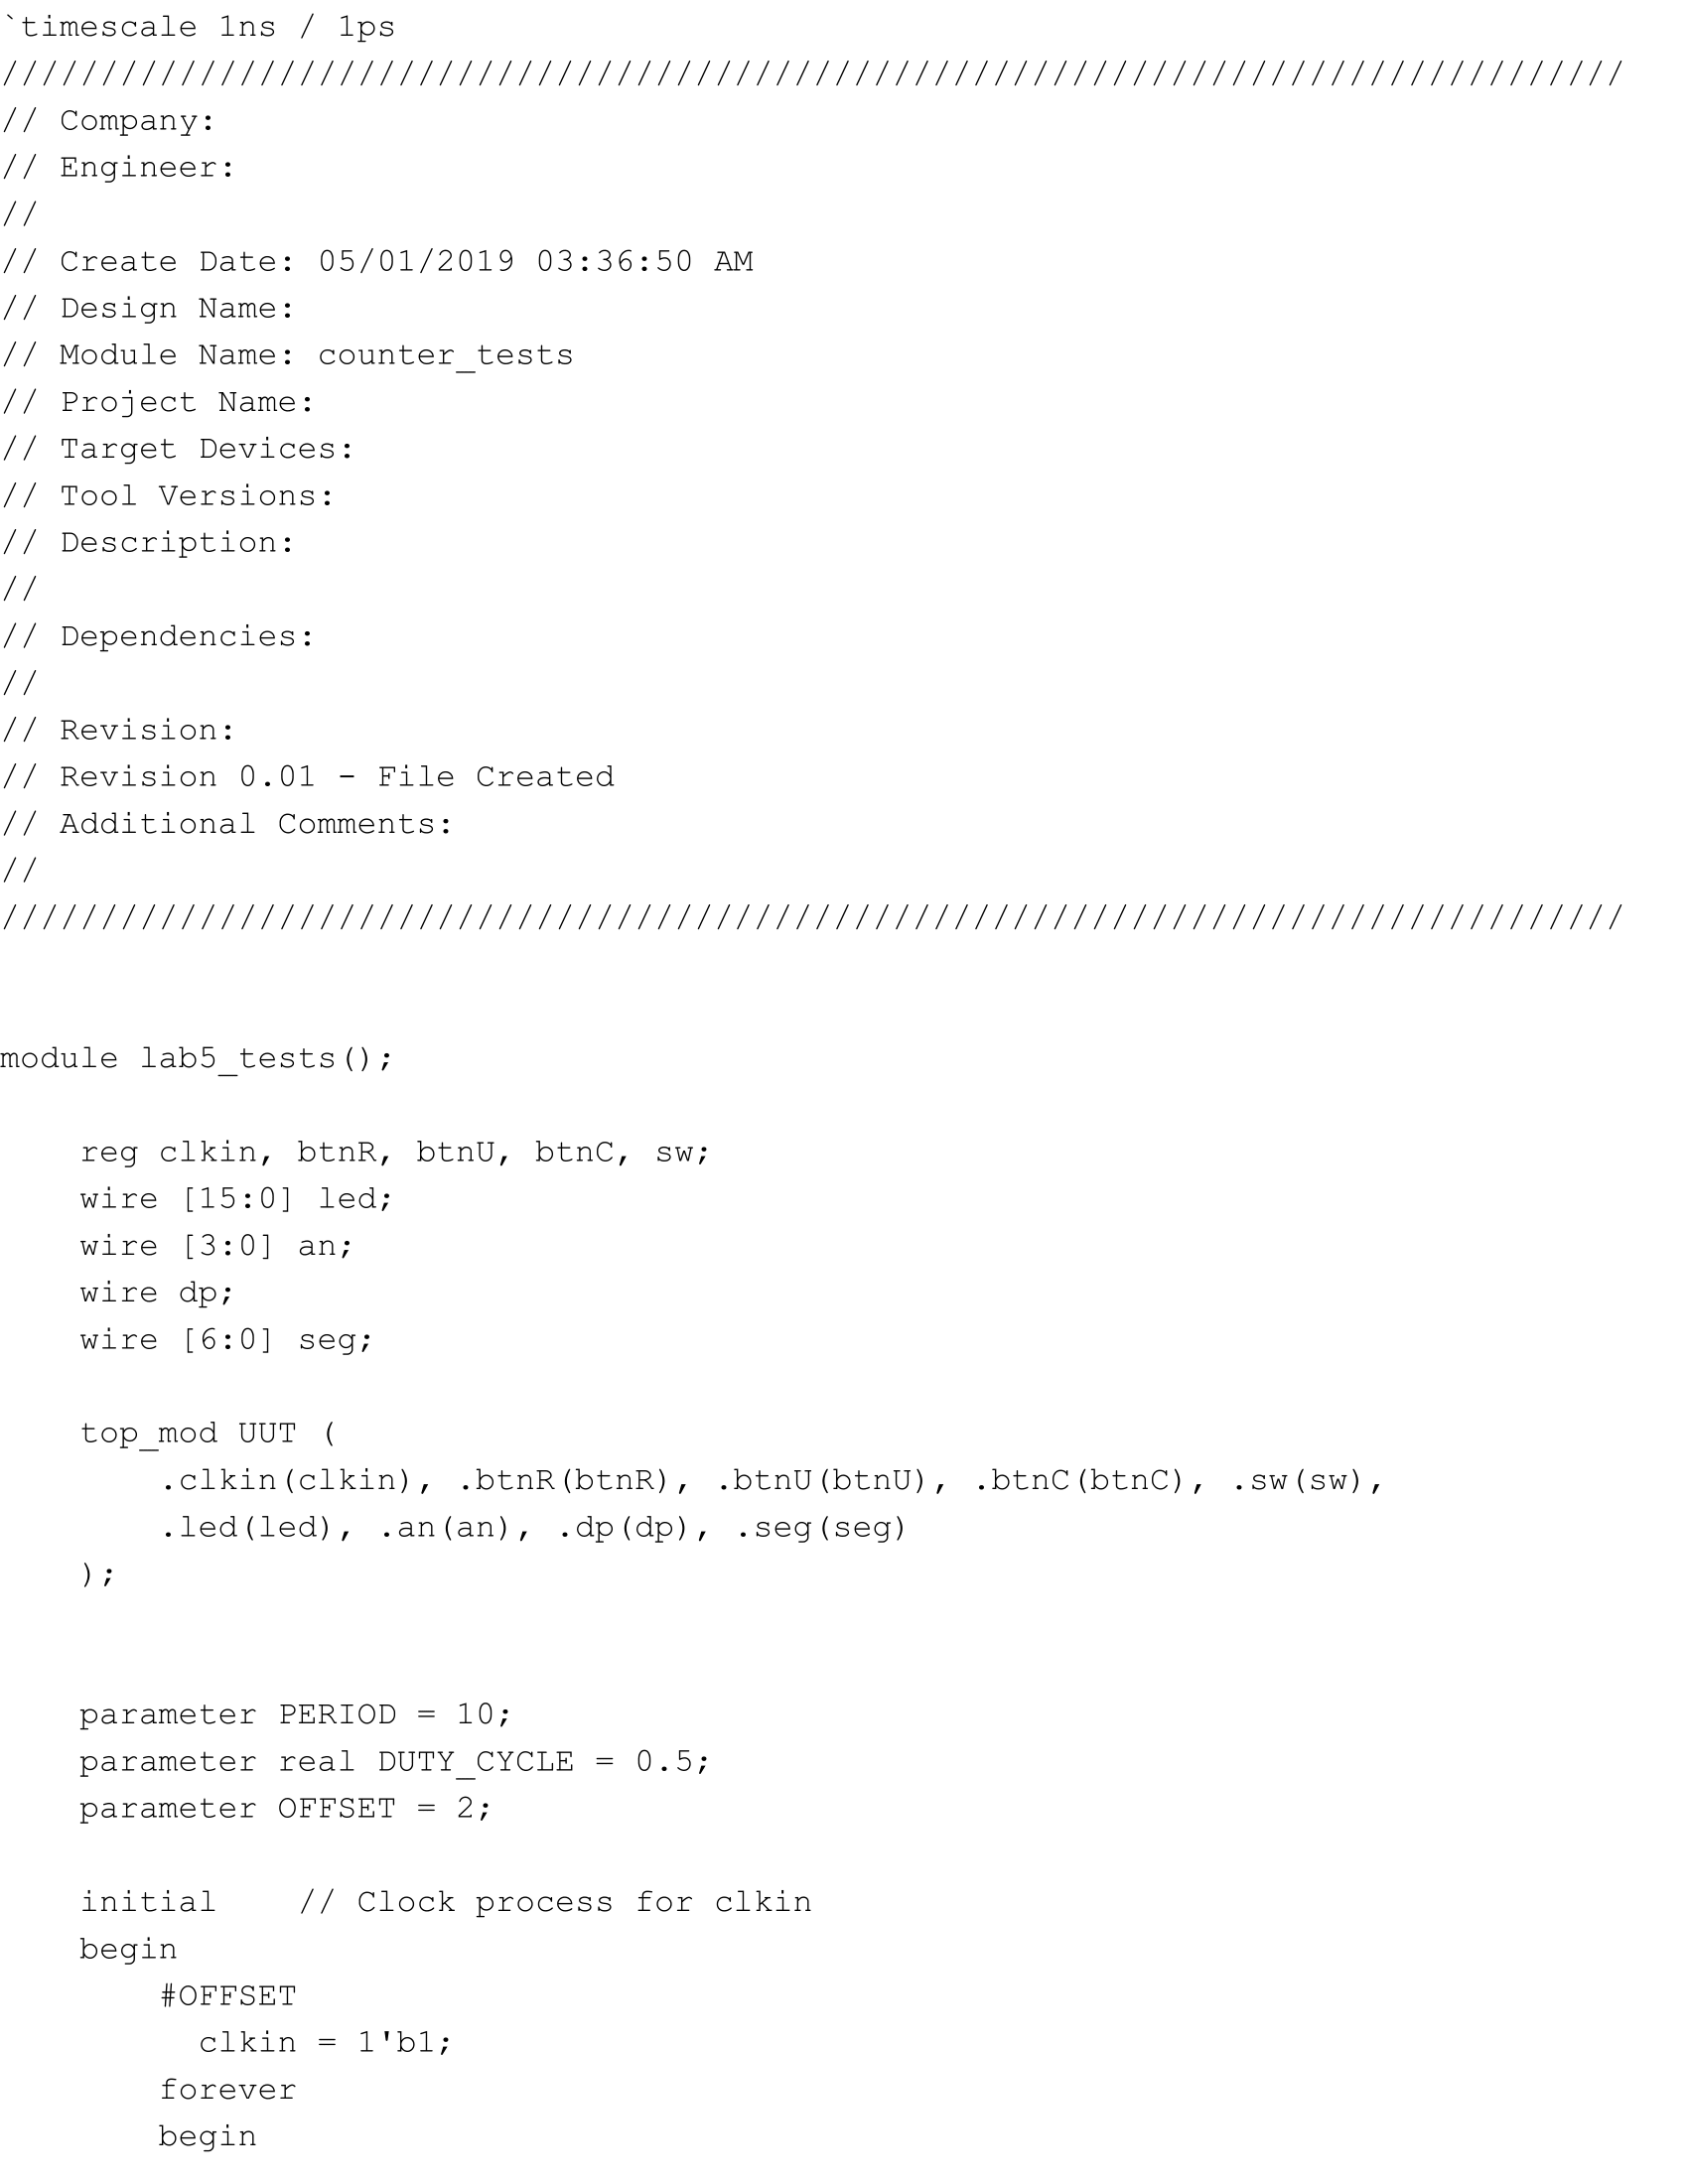 `timescale 1ns / 1ps
//////////////////////////////////////////////////////////////////////////////////
// Company:
// Engineer:
//
// Create Date: 05/01/2019 03:36:50 AM
// Design Name:
// Module Name: counter_tests
// Project Name:
// Target Devices:
// Tool Versions:
// Description:
//
// Dependencies:
//
// Revision:
// Revision 0.01 - File Created
// Additional Comments:
//
//////////////////////////////////////////////////////////////////////////////////
module lab5_tests();
    reg clkin, btnR, btnU, btnC, sw;
    wire [15:0] led;
    wire [3:0] an;
    wire dp;
    wire [6:0] seg;
    top_mod UUT (
        .clkin(clkin), .btnR(btnR), .btnU(btnU), .btnC(btnC), .sw(sw),
        .led(led), .an(an), .dp(dp), .seg(seg)
    );
    parameter PERIOD = 10;
    parameter real DUTY_CYCLE = 0.5;
    parameter OFFSET = 2;
    initial    // Clock process for clkin
    begin
        #OFFSET
          clkin = 1'b1;
        forever
        begin